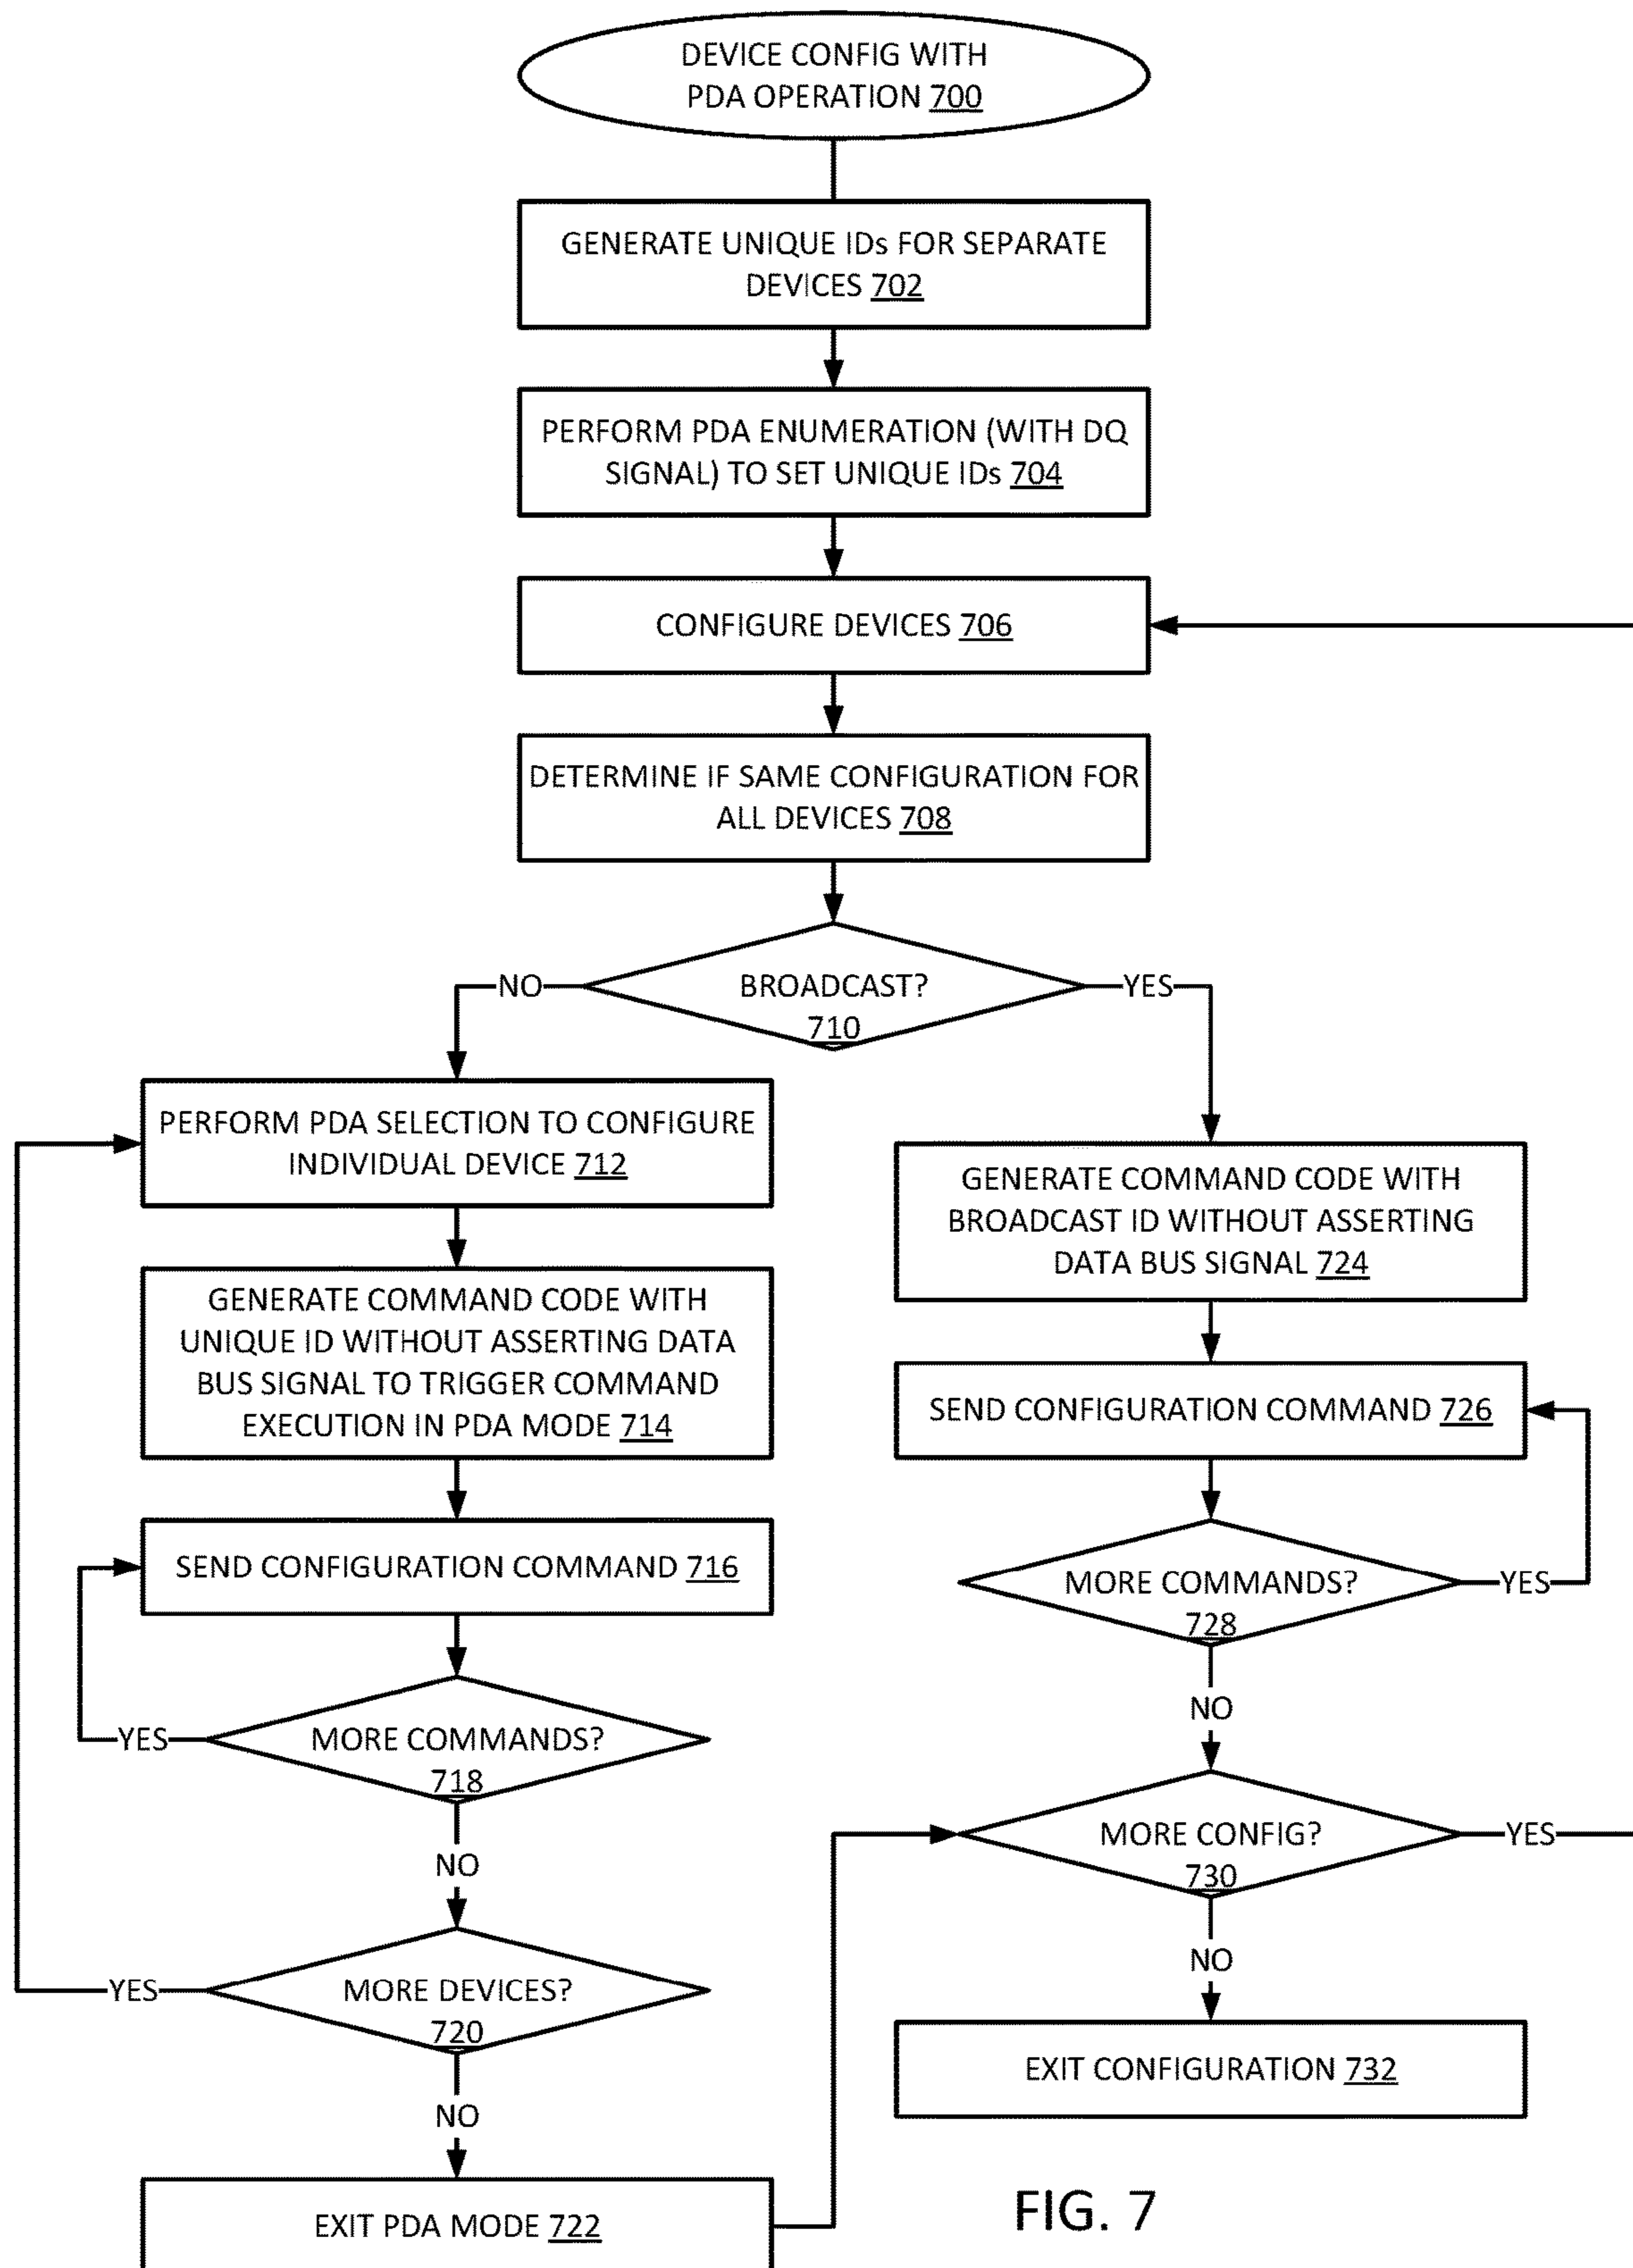 DEVICE CONFIG WITH
PDA OPERATION 700
GENERATE UNIQUE IDs FOR SEPARATE
DEVICES 702
PERFORM PDA ENUMERATION (WITH DQ
SIGNAL) TO SET UNIQUE IDs 704
CONFIGURE DEVICES 706
DETERMINE IF SAME CONFIGURATION FOR
ALL DEVICES 708
NO
BROADCAST?
710
YES
PERFORM PDA SELECTION TO CONFIGURE
INDIVIDUAL DEVICE 712
GENERATE COMMAND CODE WITH
UNIQUE ID WITHOUT ASSERTING DATA
BUS SIGNAL TO TRIGGER COMMAND
EXECUTION IN PDA MODE 714
SEND CONFIGURATION COMMAND 716
YES
MORE COMMANDS?
718
NO
YES
MORE DEVICES?
720
NO
EXIT PDA MODE 722
GENERATE COMMAND CODE WITH
BROADCAST ID WITHOUT ASSERTING
DATA BUS SIGNAL 724
SEND CONFIGURATION COMMAND 726
MORE COMMANDS?
728
YES
NO
MORE CONFIG?
730
YES
NO
EXIT CONFIGURATION 732
FIG. 7